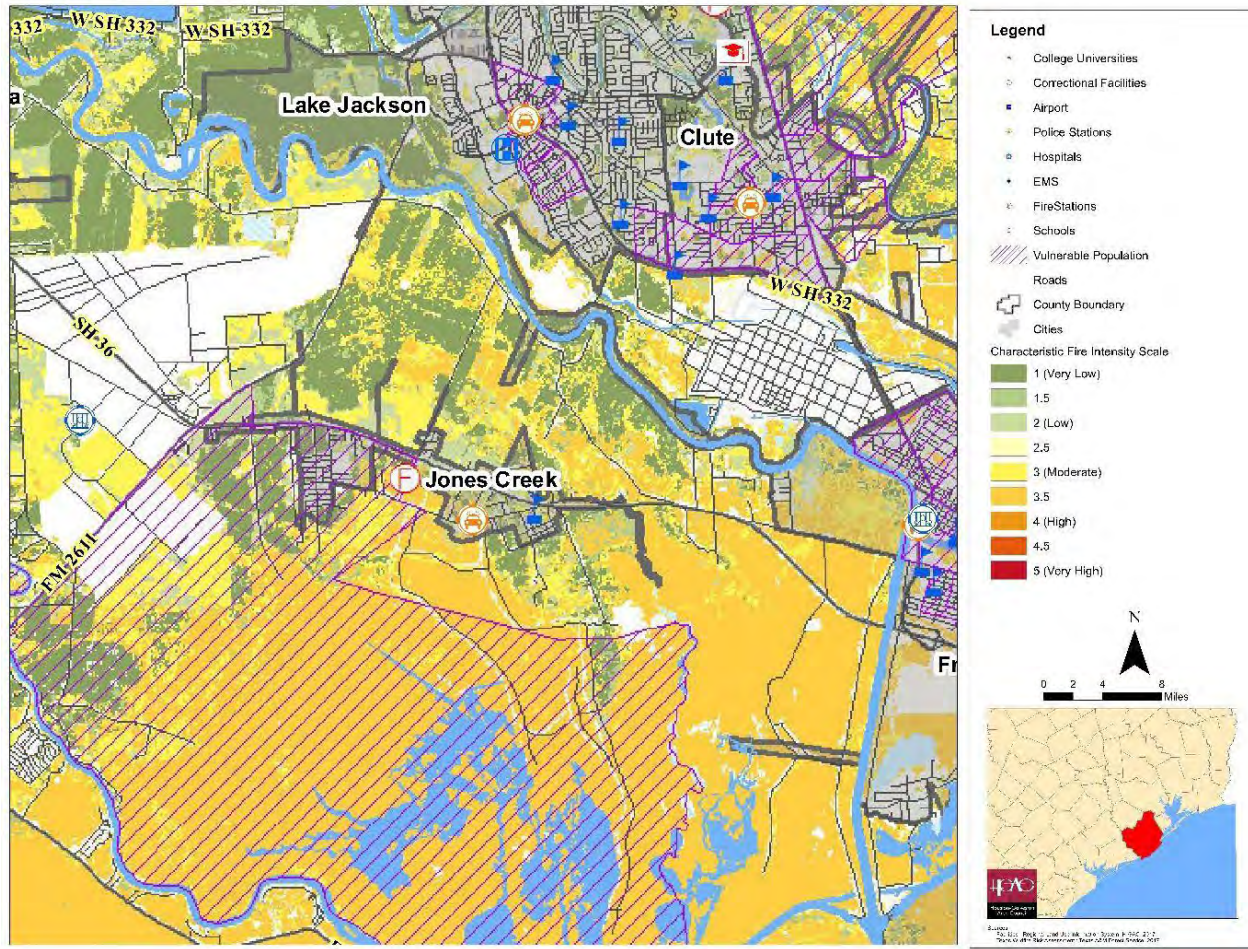 332
W-SH-332
W-SH-332
a
Lake Jackson
Clute
W-SH-332
SH-36
Jones Creek
FM-2611
Fr
Legend
College Universities
Correctional Facilities
Airport
Police Stations
Hospitals
EMS
FireStations
Schools
Vulnerable Population
Roads
County Boundary
Cities
Characteristic Fire Intensity Scale
1 (Very Low)
1.5
2 (Low)
2.5
3 (Moderate)
3.5
4 (High)
4.5
5 (Very High)
N
0 2 4 8
Miles
F
H